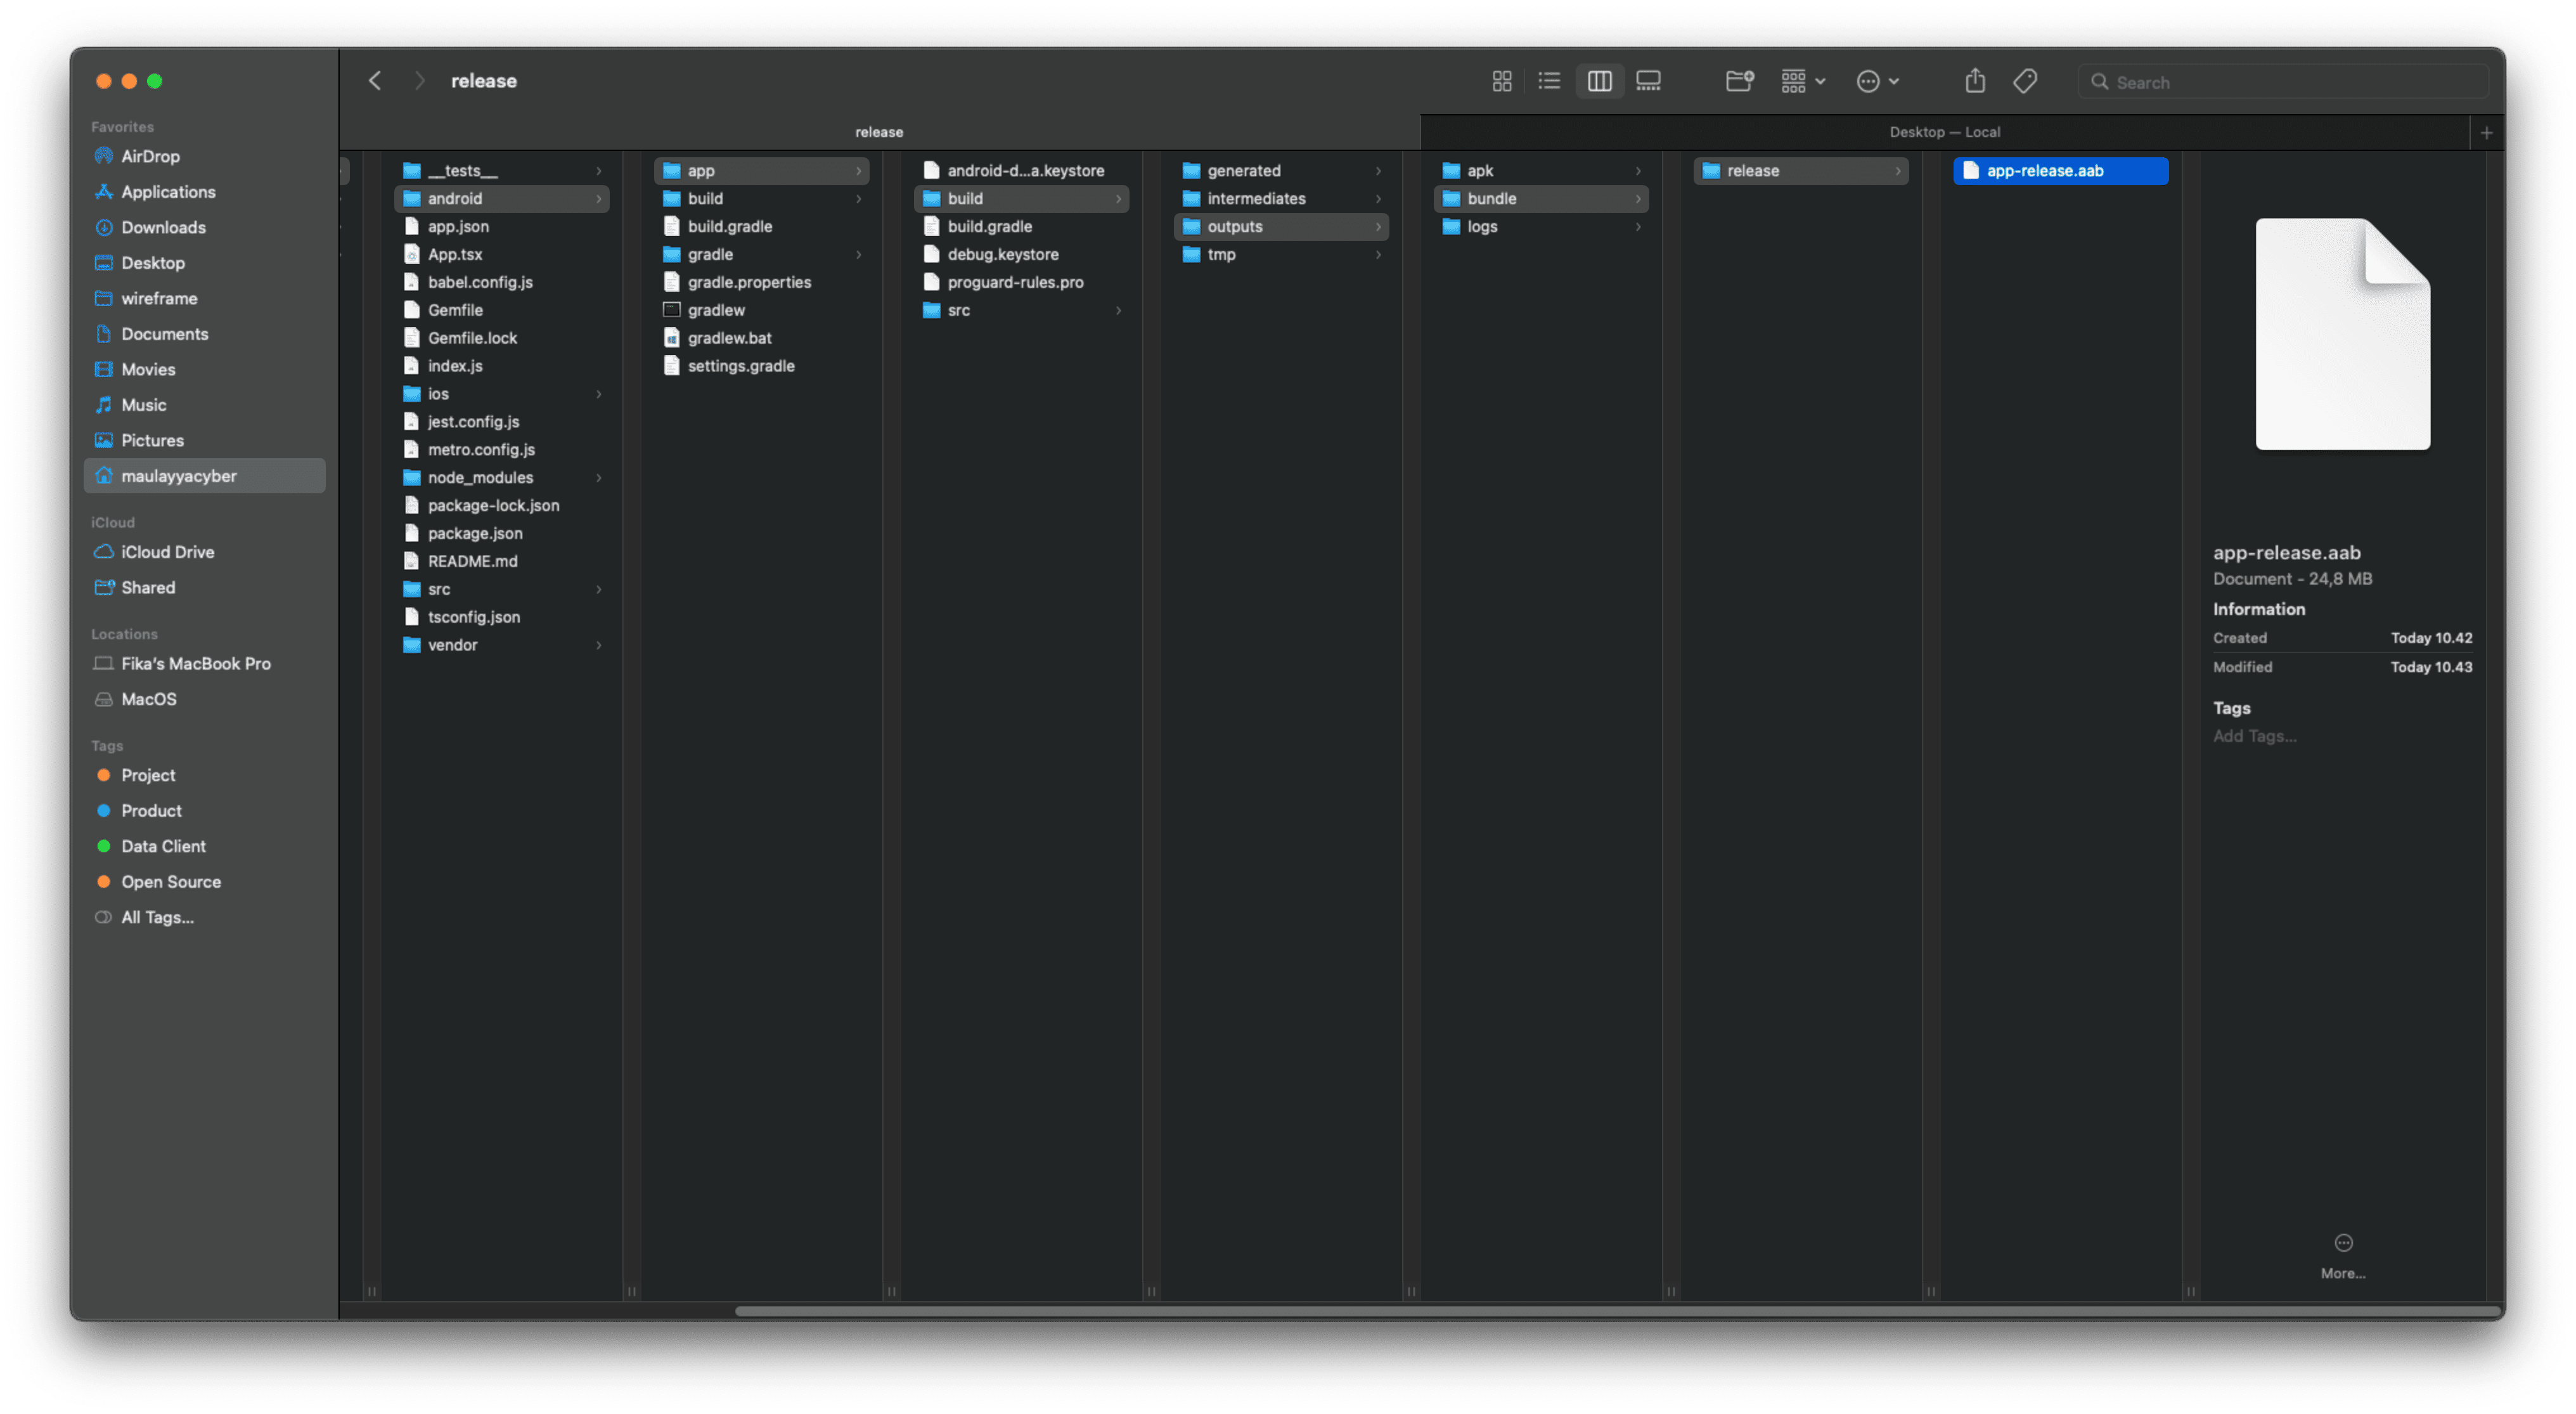 release
Search
release
Desktop — Local
Favorites
AirDrop
Applications
Downloads
Desktop
wireframe
Documents
Movies
Music
Pictures
maulayyacyber
iCloud
iCloud Drive
Shared
Locations
Fika's MacBook Pro
MacOS
Tags
Project
Product
Data Client
Open Source
All Tags...
__tests__
android
app.json
App.tsx
babel.config.js
Gemfile
Gemfile.lock
index.js
ios
jest.config.js
metro.config.js
node_modules
package-lock.json
package.json
README.md
src
tsconfig.json
vendor
app
build
build.gradle
gradle
gradle.properties
gradlew
gradlew.bat
settings.gradle
android-d...a.keystore
build
build.gradle
debug.keystore
proguard-rules.pro
src
generated
intermediates
outputs
tmp
apk
bundle
logs
release
app-release.aab
app-release.aab
Document - 24,8 MB
Information
Created Today 10.42
Modified Today 10.43
Tags
Add Tags...
More...